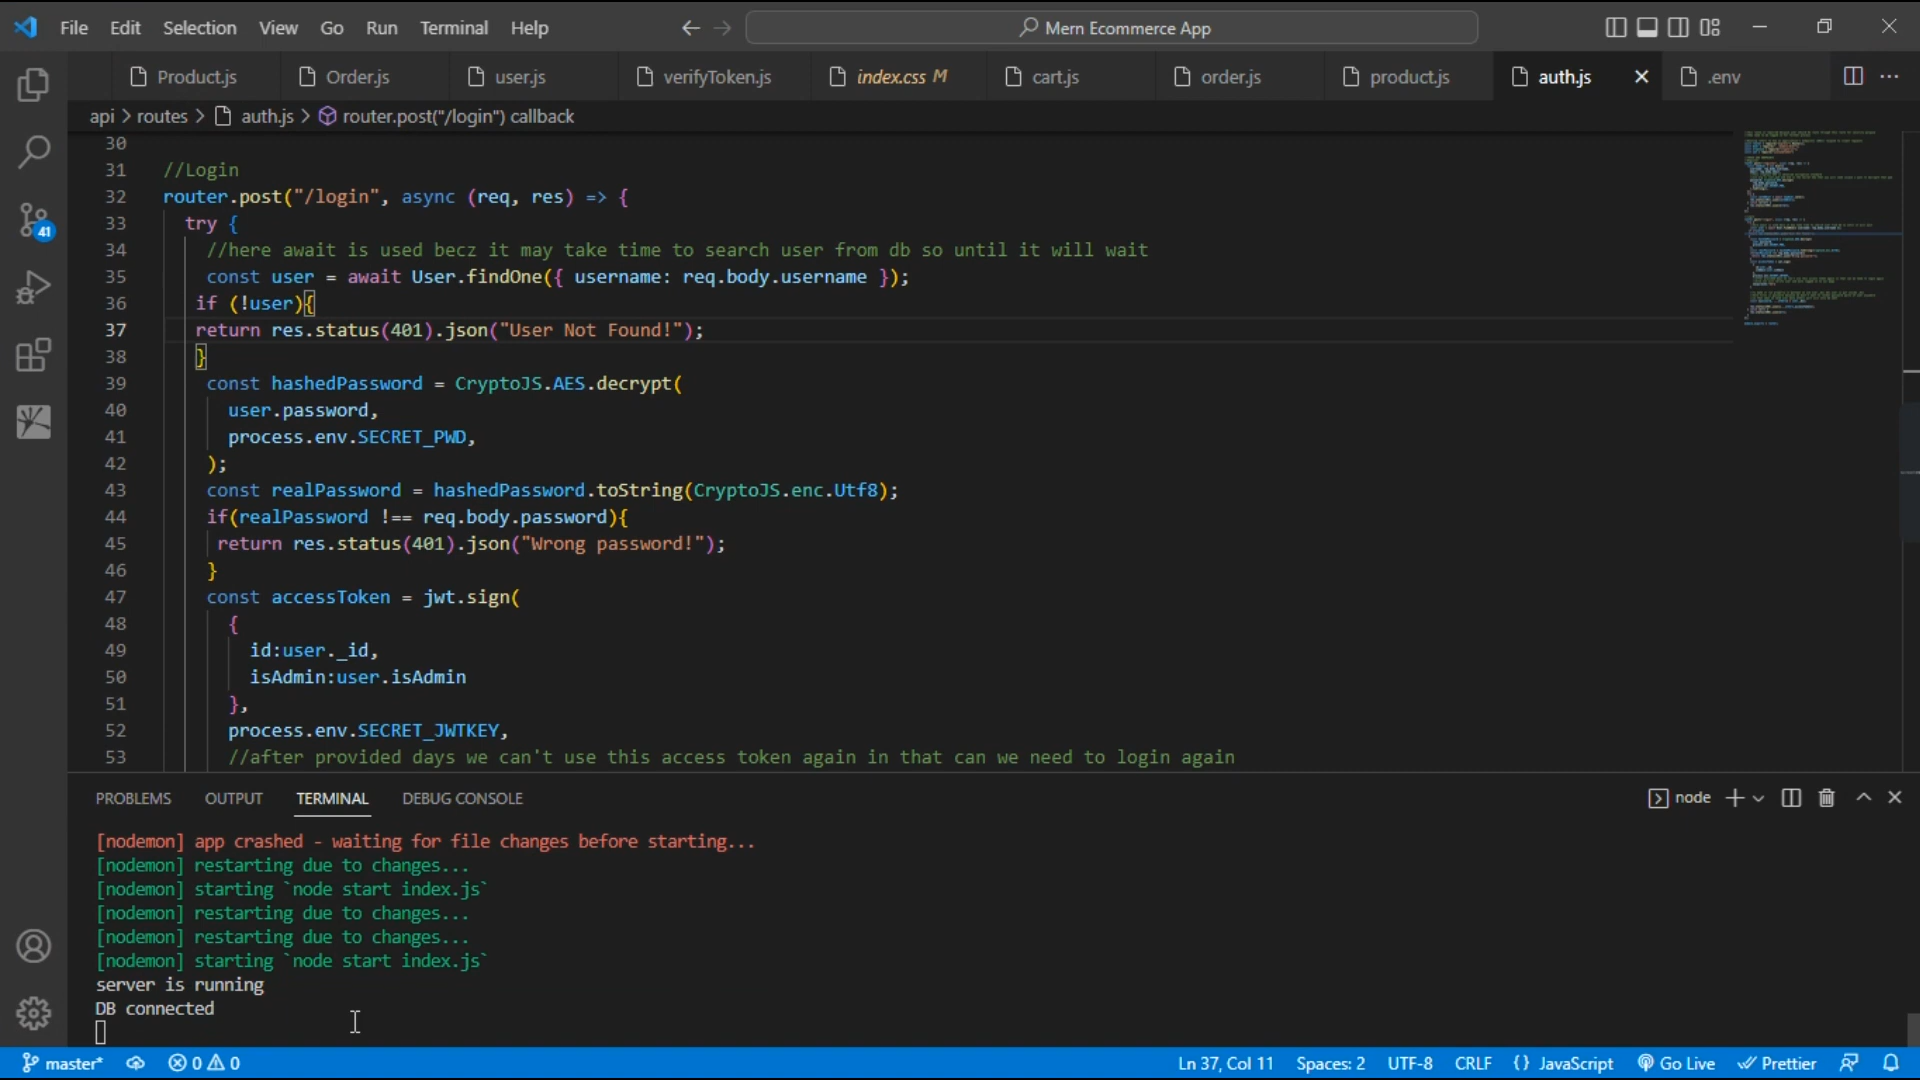 File Edit Selection View Go Run Terminal Help Mern Ecommerce App
Product.js Order.js user.js verifyToken.js index.css M cart.js order.js product.js auth.js .env
api > routes > auth.js > router.post("/login") callback
30
31 //Login
32 router.post("/login", async (req, res) => {
33 try {
34 //here await is used becz it may take time to search user from db so until it will wait
35 const user = await User.findOne({ username: req.body.username });
36 if (!user){
37 return res.status(401).json("User Not Found!");
38 }
39 const hashedPassword = CryptoJS.AES.decrypt(
40 user.password,
41 process.env.SECRET_PWD,
42 );
43 const realPassword = hashedPassword.toString(CryptoJS.enc.Utf8);
44 if(realPassword !== req.body.password){
45 return res.status(401).json("Wrong password!");
46 }
47 const accessToken = jwt.sign(
48 {
49 id:user._id,
50 isAdmin:user.isAdmin
51 },
52 process.env.SECRET_JWTKEY,
53 //after provided days we can't use this access token again in that can we need to login again
41
PROBLEMS OUTPUT TERMINAL DEBUG CONSOLE node
[nodemon] app crashed - waiting for file changes before starting...
[nodemon] restarting due to changes...
[nodemon] starting `node start index.js`
[nodemon] restarting due to changes...
[nodemon] restarting due to changes...
[nodemon] starting `node start index.js`
server is running
DB connected
master* 0 0 Ln 37, Col 11 Spaces: 2 UTF-8 CRLF {} JavaScript Go Live Prettier